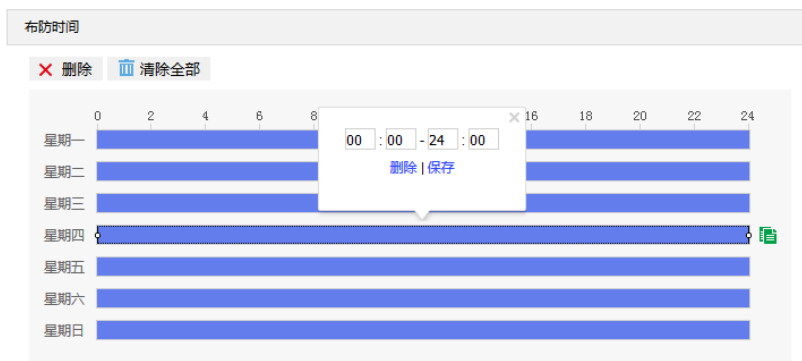 布防时间
删除 清除全部
0 2 4 6 8 16 18 20 22 24
00 : 00 - 24 : 00
删除 | 保存
星期一
星期二
星期三
星期四
星期五
星期六
星期日